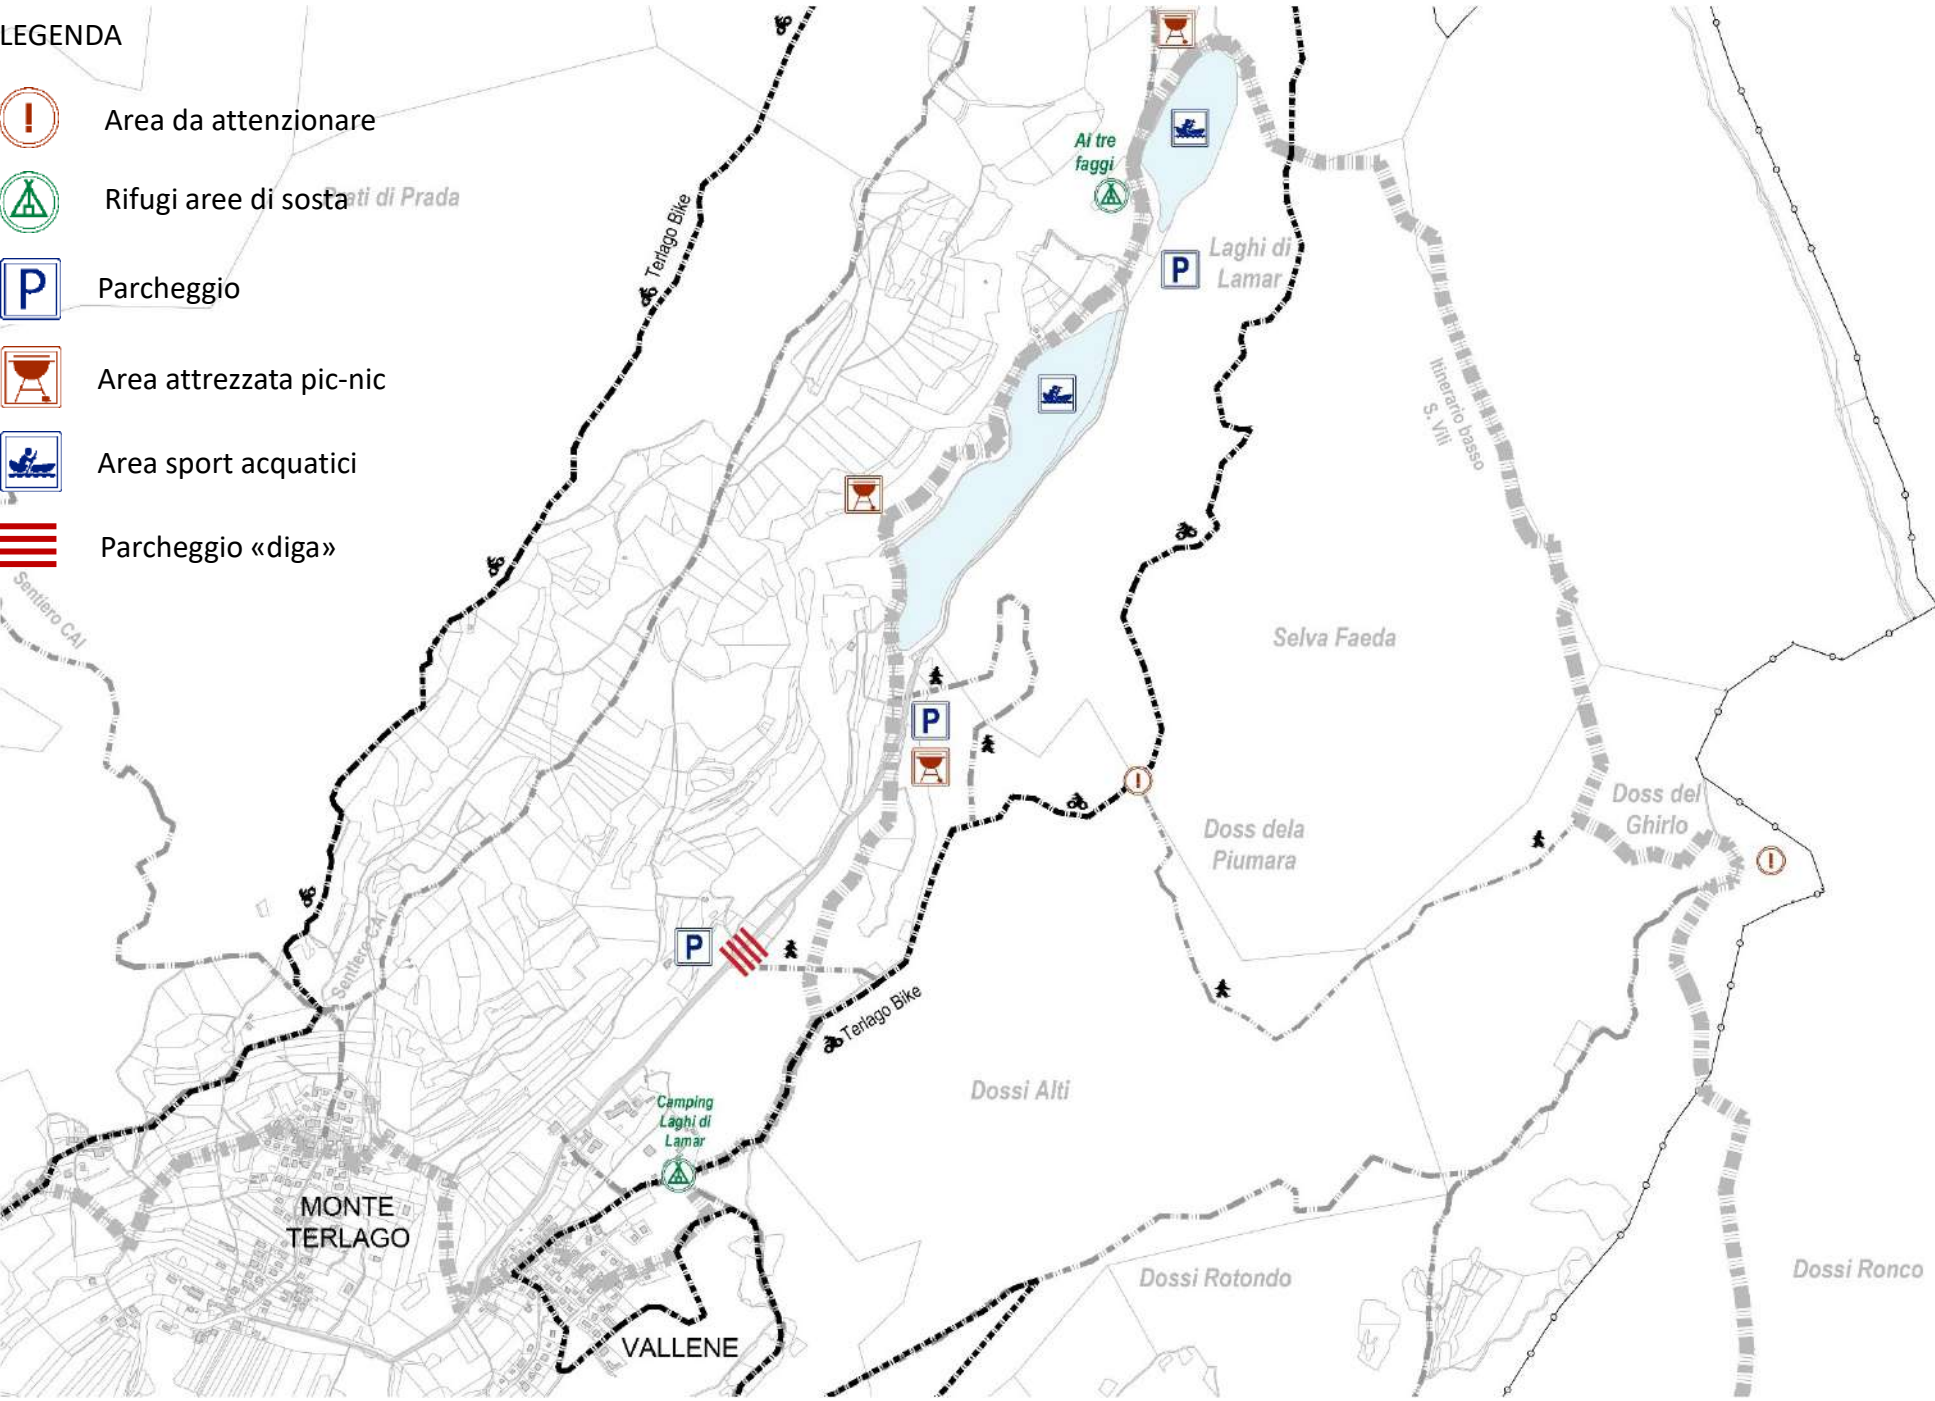 LEGENDA
Area da attenzionare
Rifugi aree di sosta
Prati di Prada
P
Parcheggio
Area attrezzata pic-nic
Area sport acquatici
Parcheggio «diga»
Sentiero CAI
Terlago Bike
Ai tre
faggi
P
Laghi di
Lamar
Itinerario basso
S. Vili
Selva Faeda
P
Doss del
Ghirlo
Doss dela
Piumara
P
Sentiero CAI
Terlago Bike
Dossi Alti
Camping
Laghi di
Lamar
MONTE
TERLAGO
Dossi Rotondo
Dossi Ronco
VALLENE